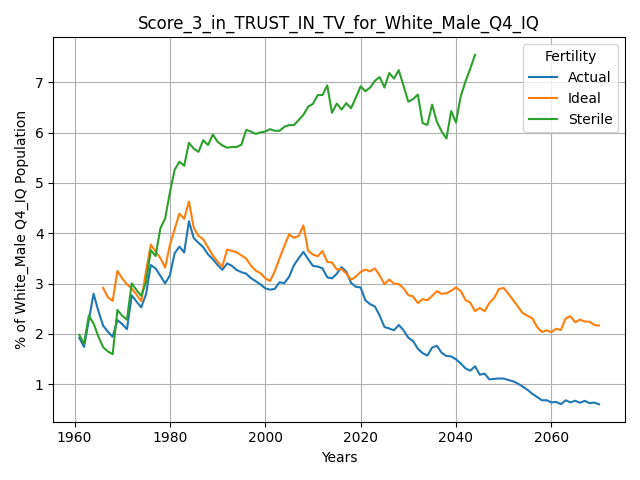 Score_3_in_TRUST_IN_TV_for_White_Male_Q4_IQ
% of White_Male Q4_IQ Population
7
6
5
4
3
2
1
Fertility
Actual
Ideal
Sterile
1960 1980 2000 2020 2040 2060
Years